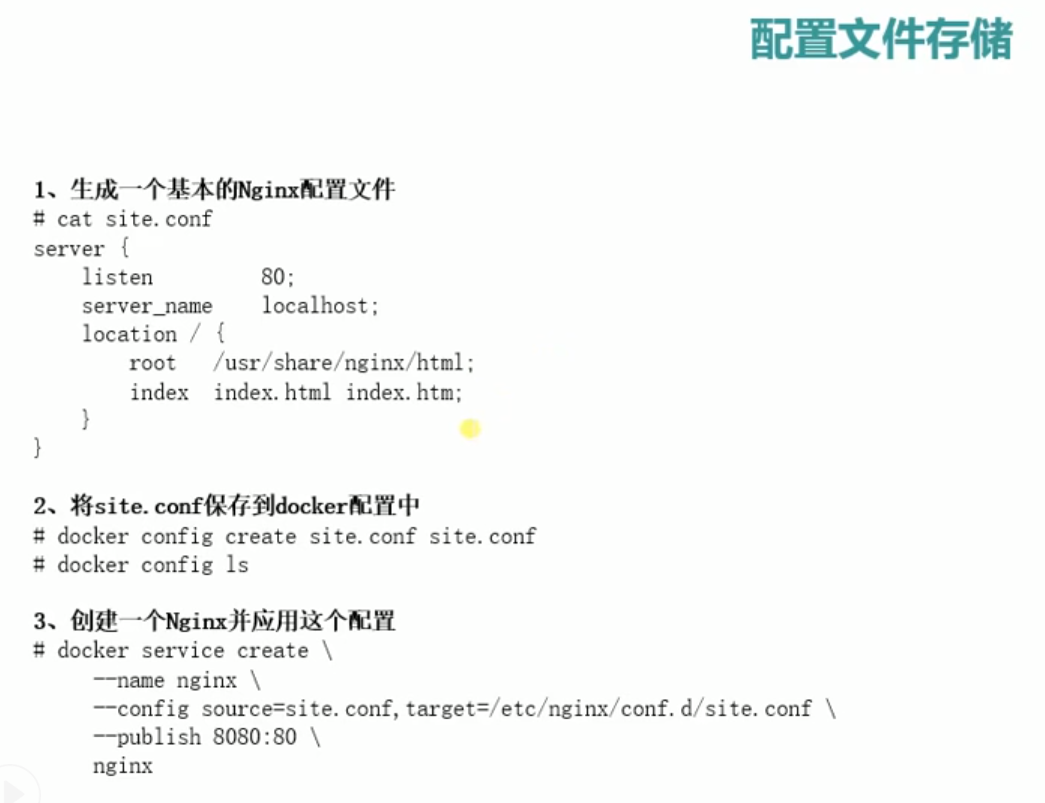 配置文件存储
1、生成一个基本的Nginx配置文件
# cat site.conf
server {
    listen         80;
    server_name    localhost;
    location / {
        root   /usr/share/nginx/html;
        index  index.html index.htm;
    }
}
2、将site.conf保存到docker配置中
# docker config create site.conf site.conf
# docker config ls
3、创建一个Nginx并应用这个配置
# docker service create \
     --name nginx \
     --config source=site.conf,target=/etc/nginx/conf.d/site.conf \
     --publish 8080:80 \
     nginx